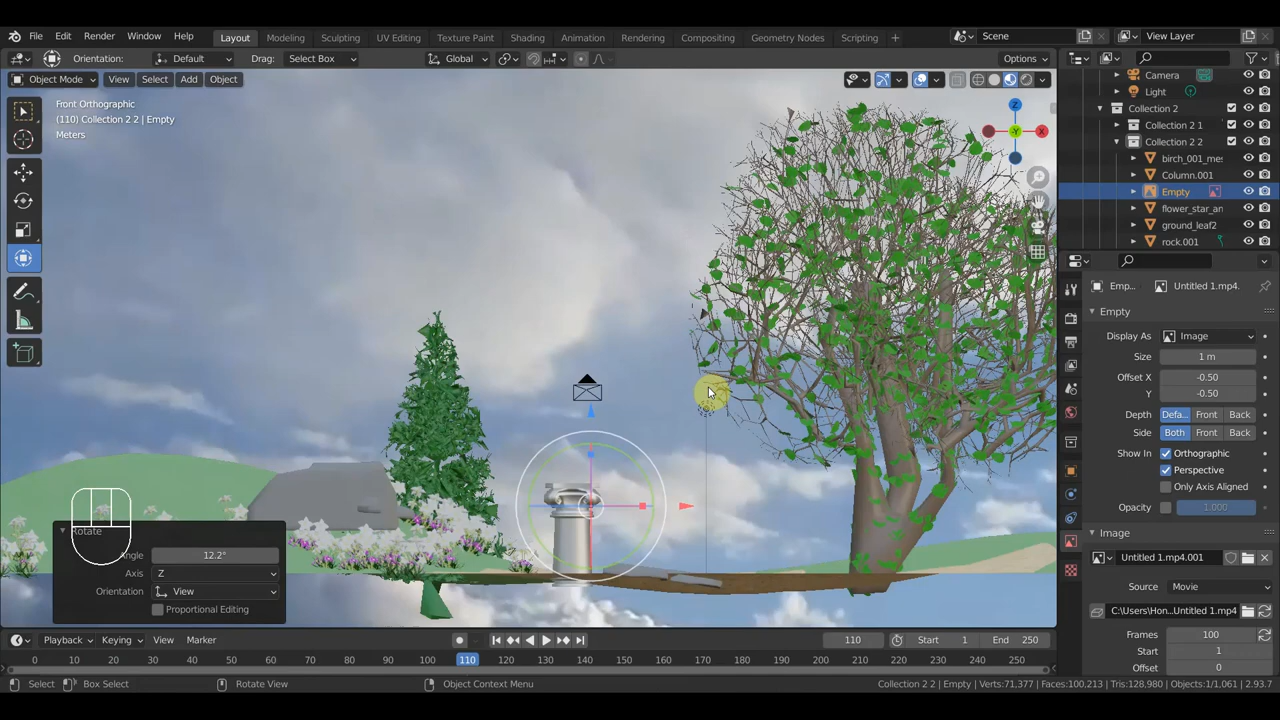 File Edit Render Window Help Layout Modeling Sculpting UV Editing Texture Paint Shading Animation Rendering Compositing Geometry Nodes Scripting + Scene View Layer
Orientation: Default Drag: Select Box Global Options
Object Mode View Select Add Object
Front Orthographic
(110) Collection 2 2 | Empty
Meters
Z
X
-Y
Camera
Light
Collection 2
Collection 2 1
Collection 2 2
birch_001_mes
Column.001
Empty
flower_star_an
ground_leaf2
rock.001
Emp... Untitled 1.mp4.
Empty
Display As Image
Size 1 m
Offset X -0.50
Y -0.50
Depth Defa... Front Back
Side Both Front Back
Show In Orthographic
Perspective
Only Axis Aligned
Opacity 1.000
Image
Untitled 1.mp4.001
Source Movie
C:\Users\Hon...Untitled 1.mp4
Frames 100
Start 1
Offset 0
Rotate
Angle 12.2°
Axis Z
Orientation View
Proportional Editing
Playback Keying View Marker 110 Start 1 End 250
0 10 20 30 40 50 60 70 80 90 100 110 120 130 140 150 160 170 180 190 200 210 220 230 240 250
Select Box Select Rotate View Object Context Menu Collection 2 2 | Empty Verts:71,377 Faces:100,213 Tris:128,980 Objects:1/1,061 2.93.7